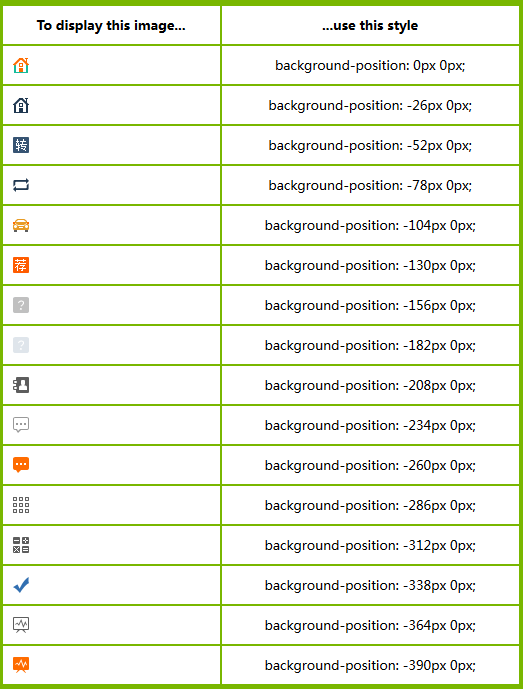 To display this image... ...use this style
background-position: 0px 0px;
background-position: -26px 0px;
转 background-position: -52px 0px;
background-position: -78px 0px;
background-position: -104px 0px;
荐 background-position: -130px 0px;
? background-position: -156px 0px;
? background-position: -182px 0px;
background-position: -208px 0px;
background-position: -234px 0px;
background-position: -260px 0px;
background-position: -286px 0px;
background-position: -312px 0px;
background-position: -338px 0px;
background-position: -364px 0px;
background-position: -390px 0px;